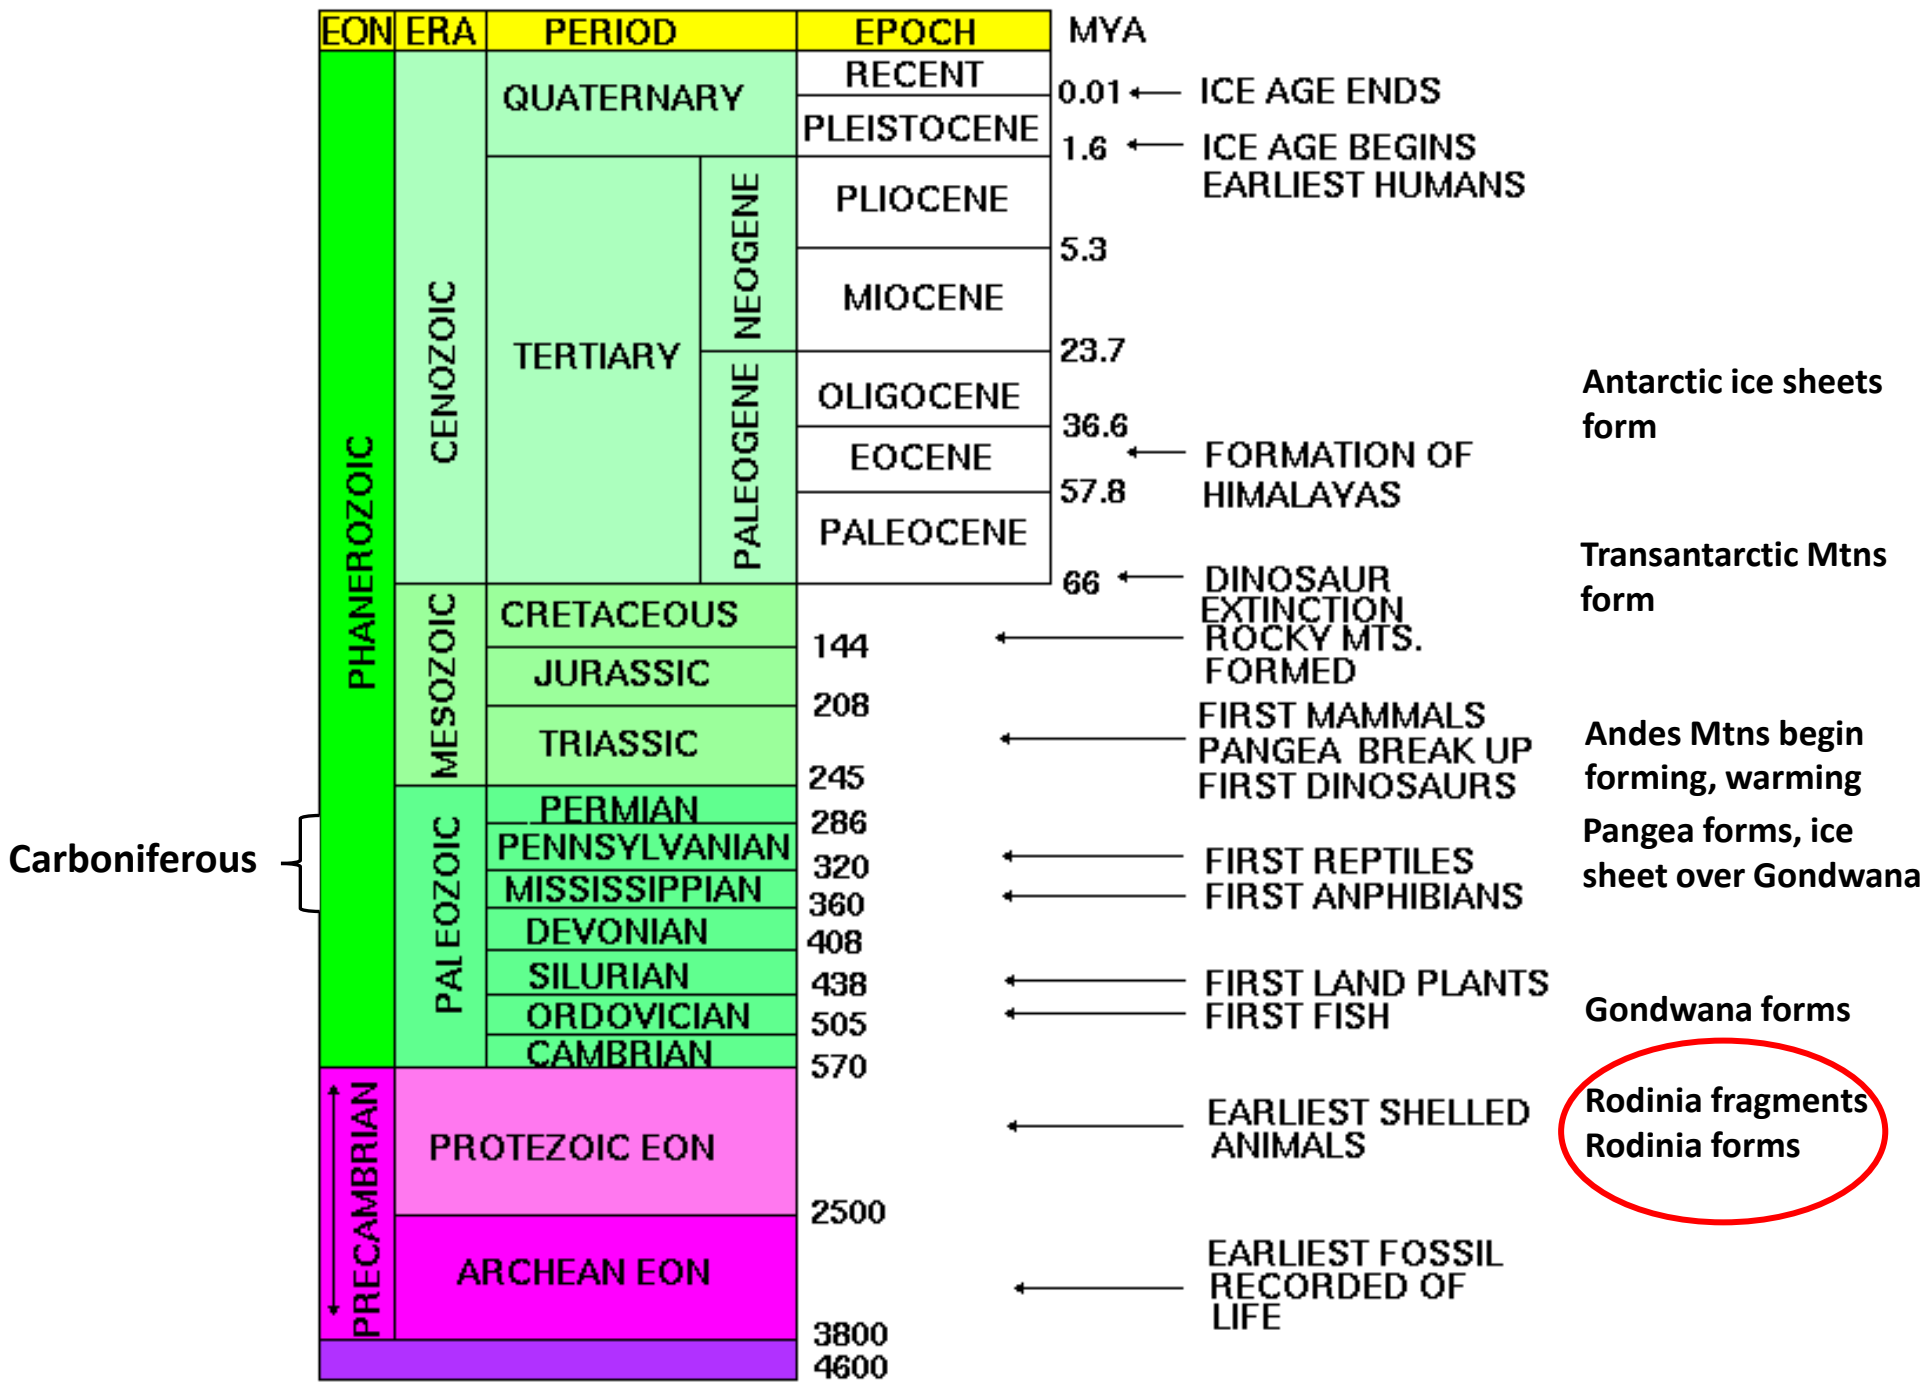 EON ERA PERIOD EPOCH MYA
PHANEROZOIC
CENOZOIC
QUATERNARY
RECENT
0.01 ICE AGE ENDS
PLEISTOCENE
1.6 ICE AGE BEGINS
EARLIEST HUMANS
TERTIARY
NEOGENE
PLIOCENE
5.3
MIOCENE
23.7
PALEOGENE
OLIGOCENE
Antarctic ice sheets
form
36.6
EOCENE
FORMATION OF
HIMALAYAS
57.8
PALEOCENE
Transantarctic Mtns
form
66 DINOSAUR
EXTINCTION
MESOZOIC
CRETACEOUS
ROCKY MTS.
FORMED
144
JURASSIC
208
TRIASSIC
FIRST MAMMALS
PANGEA BREAK UP
FIRST DINOSAURS
Andes Mtns begin
forming, warming
245
PALEOZOIC
PERMIAN
286
Carboniferous
PENNSYLVANIAN
FIRST REPTILES
Pangea forms, ice
sheet over Gondwana
320
MISSISSIPPIAN
FIRST ANPHIBIANS
360
DEVONIAN
408
SILURIAN
FIRST LAND PLANTS
438
ORDOVICIAN
FIRST FISH
Gondwana forms
505
CAMBRIAN
570
PRECAMBRIAN
PROTEZOIC EON
EARLIEST SHELLED
ANIMALS
Rodinia fragments
Rodinia forms
2500
ARCHEAN EON
EARLIEST FOSSIL
RECORDED OF
LIFE
3800
4600